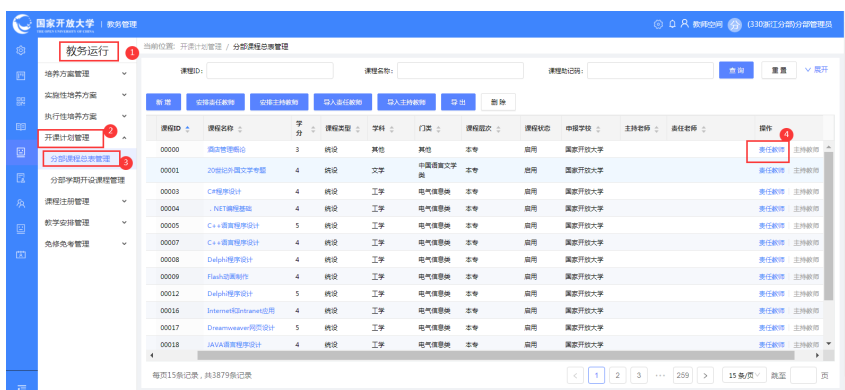 国家开放大学 | 教务管理
THE OPEN UNIVERSITY OF CHINA
教师空间 (330浙江分部)分部管理员
教务运行 1
当前位置: 开课计划管理 / 分部课程总表管理
培养方案管理
实施性培养方案
执行性培养方案
开课计划管理 2
分部课程总表管理 3
分部学期开设课程管理
课程注册管理
教学安排管理
免修免考管理
课程ID: 课程名称: 课程助记码: 查询 重置 展开
新增 安排责任教师 安排主持教师 导入责任教师 导入主持教师 导出 删除
课程ID 课程名称 学分 课程类型 学科 门类 课程层次 课程状态 申报学校 主持老师 责任老师 操作 4
00000 酒店管理概论 3 统设 其他 其他 本专 启用 国家开放大学 责任教师 主持教师
00001 20世纪外国文学专题 4 统设 文学 中国语言文学类 本专 启用 国家开放大学 责任教师 主持教师
00003 C#程序设计 4 统设 工学 电气信息类 本专 启用 国家开放大学 责任教师 主持教师
00004 .NET编程基础 4 统设 工学 电气信息类 本专 启用 国家开放大学 责任教师 主持教师
00005 C++语言程序设计 5 统设 工学 电气信息类 本专 启用 国家开放大学 责任教师 主持教师
00007 C++语言程序设计 4 统设 工学 电气信息类 本专 启用 国家开放大学 责任教师 主持教师
00008 Delphi程序设计 4 统设 工学 电气信息类 本专 启用 国家开放大学 责任教师 主持教师
00009 Flash动画制作 4 统设 工学 电气信息类 本专 启用 国家开放大学 责任教师 主持教师
00012 Delphi程序设计 5 统设 工学 电气信息类 本专 启用 国家开放大学 责任教师 主持教师
00016 Internet和Intranet应用 4 统设 工学 电气信息类 本专 启用 国家开放大学 责任教师 主持教师
00017 Dreamweaver网页设计 5 统设 工学 电气信息类 本专 启用 国家开放大学 责任教师 主持教师
00018 JAVA语言程序设计 4 统设 工学 电气信息类 本专 启用 国家开放大学 责任教师 主持教师
每页15条记录，共3879条记录 < 1 2 3 ••• 259 > 15条/页 跳至 页